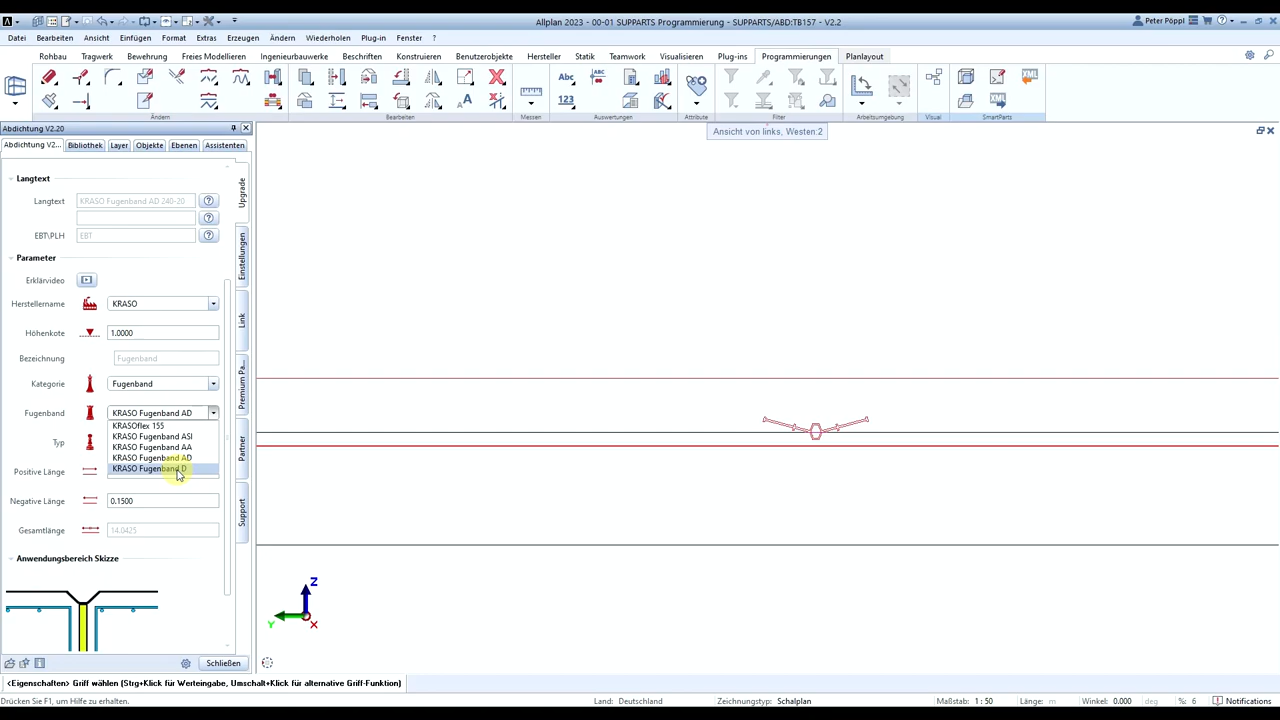 Allplan 2023 - 00-01 SUPPARTS Programmierung - SUPPARTS/ABD:TB157 - V2.2
Peter Pöppl
Datei Bearbeiten Ansicht Einfügen Format Extras Erzeugen Ändern Wiederholen Plug-in Fenster ?
Rohbau Tragwerk Bewehrung Freies Modellieren Ingenieurbauwerke Beschriften Konstruieren Benutzerobjekte Hersteller Statik Teamwork Visualisieren Plug-ins Programmierungen Planlayout
Abc ABC XML
123 A
Ändern Bearbeiten Messen Auswertungen Attribute Filter Arbeitsumgebung Visual SmartParts
Abdichtung V2.20
Abdichtung V2... Bibliothek Layer Objekte Ebenen Assistenten
Ansicht von links, Westen:2
Langtext
Langtext KRASO Fugenband AD 240-20 ?
?
EBT\PLH EBT ?
Parameter
Erklärvideo
Herstellername KRASO
Höhenkote 1.0000
Bezeichnung Fugenband
Kategorie Fugenband
Fugenband KRASO Fugenband AD
KRASOflex 155
KRASO Fugenband ASI
Typ
KRASO Fugenband AA
KRASO Fugenband AD
KRASO Fugenband D
Positive Länge
Negative Länge 0.1500
Gesamtlänge 14.0425
Anwendungsbereich Skizze
Upgrade
Einstellungen
Link
Premium Pa...
Partner
Support
Z
Y
X
Schließen
<Eigenschaften> Griff wählen (Strg+Klick für Werteingabe, Umschalt+Klick für alternative Griff-Funktion)
Drücken Sie F1, um Hilfe zu erhalten. Land: Deutschland Zeichnungstyp: Schalplan Maßstab: 1 : 50 Länge: m Winkel: 0.000 deg %: 6 Notifications